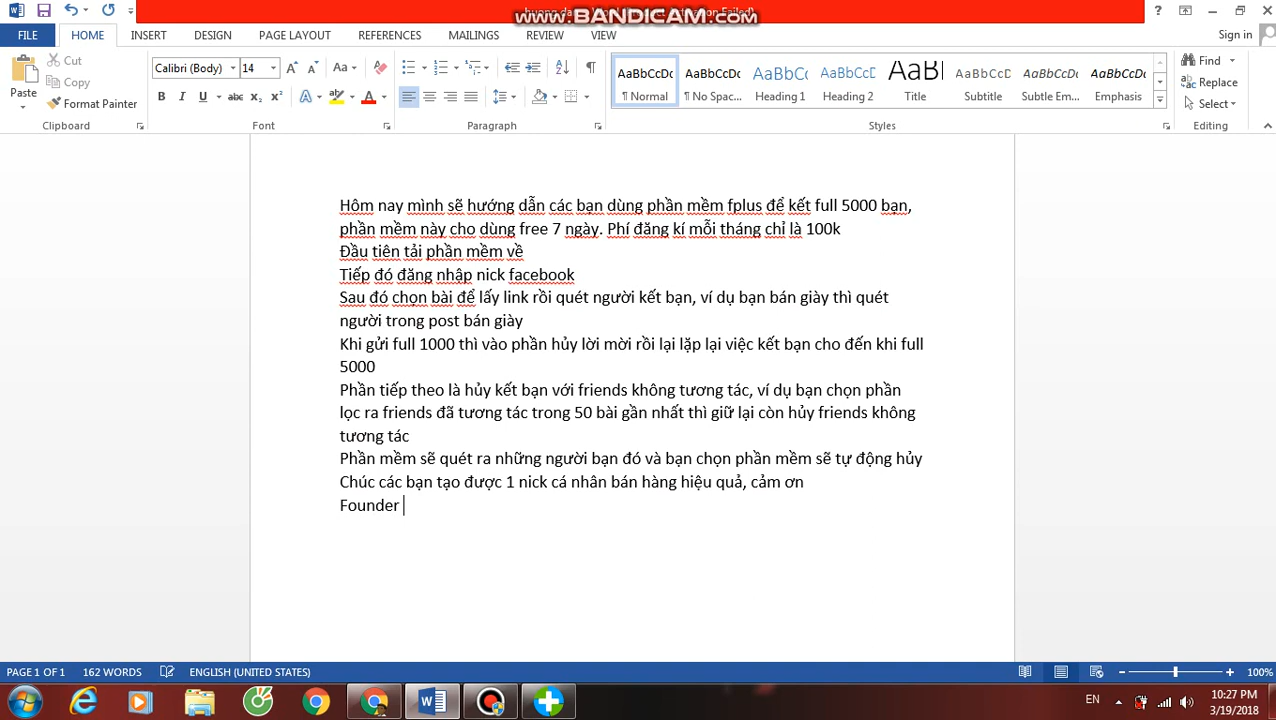 www.BANDICAM.com
Sign in
FILE HOME INSERT DESIGN PAGE LAYOUT REFERENCES MAILINGS REVIEW VIEW
Paste
Cut
Copy
Format Painter
Calibri (Body) 14
AaBbCcDc AaBbCcDc AaBbCc AaBbCcD AaBl AaBbCcD AaBbCcDc AaBbCcDc
¶ Normal ¶ No Spac... Heading 1 Heading 2 Title Subtitle Subtle Em... Emphasis
Find
Replace
Select
Clipboard Font Paragraph Styles Editing
Hôm nay mình sẽ hướng dẫn các bạn dùng phần mềm fplus để kết full 5000 bạn,
phần mềm này cho dùng free 7 ngày. Phí đăng kí mỗi tháng chỉ là 100k
Đầu tiên tải phần mềm về
Tiếp đó đăng nhập nick facebook
Sau đó chọn bài để lấy link rồi quét người kết bạn, ví dụ bạn bán giày thì quét
người trong post bán giày
Khi gửi full 1000 thì vào phần hủy lời mời rồi lại lặp lại việc kết bạn cho đến khi full
5000
Phần tiếp theo là hủy kết bạn với friends không tương tác, ví dụ bạn chọn phần
lọc ra friends đã tương tác trong 50 bài gần nhất thì giữ lại còn hủy friends không
tương tác
Phần mềm sẽ quét ra những người bạn đó và bạn chọn phần mềm sẽ tự động hủy
Chúc các bạn tạo được 1 nick cá nhân bán hàng hiệu quả, cảm ơn
Founder
PAGE 1 OF 1 162 WORDS ENGLISH (UNITED STATES) 100%
EN
10:27 PM
3/19/2018